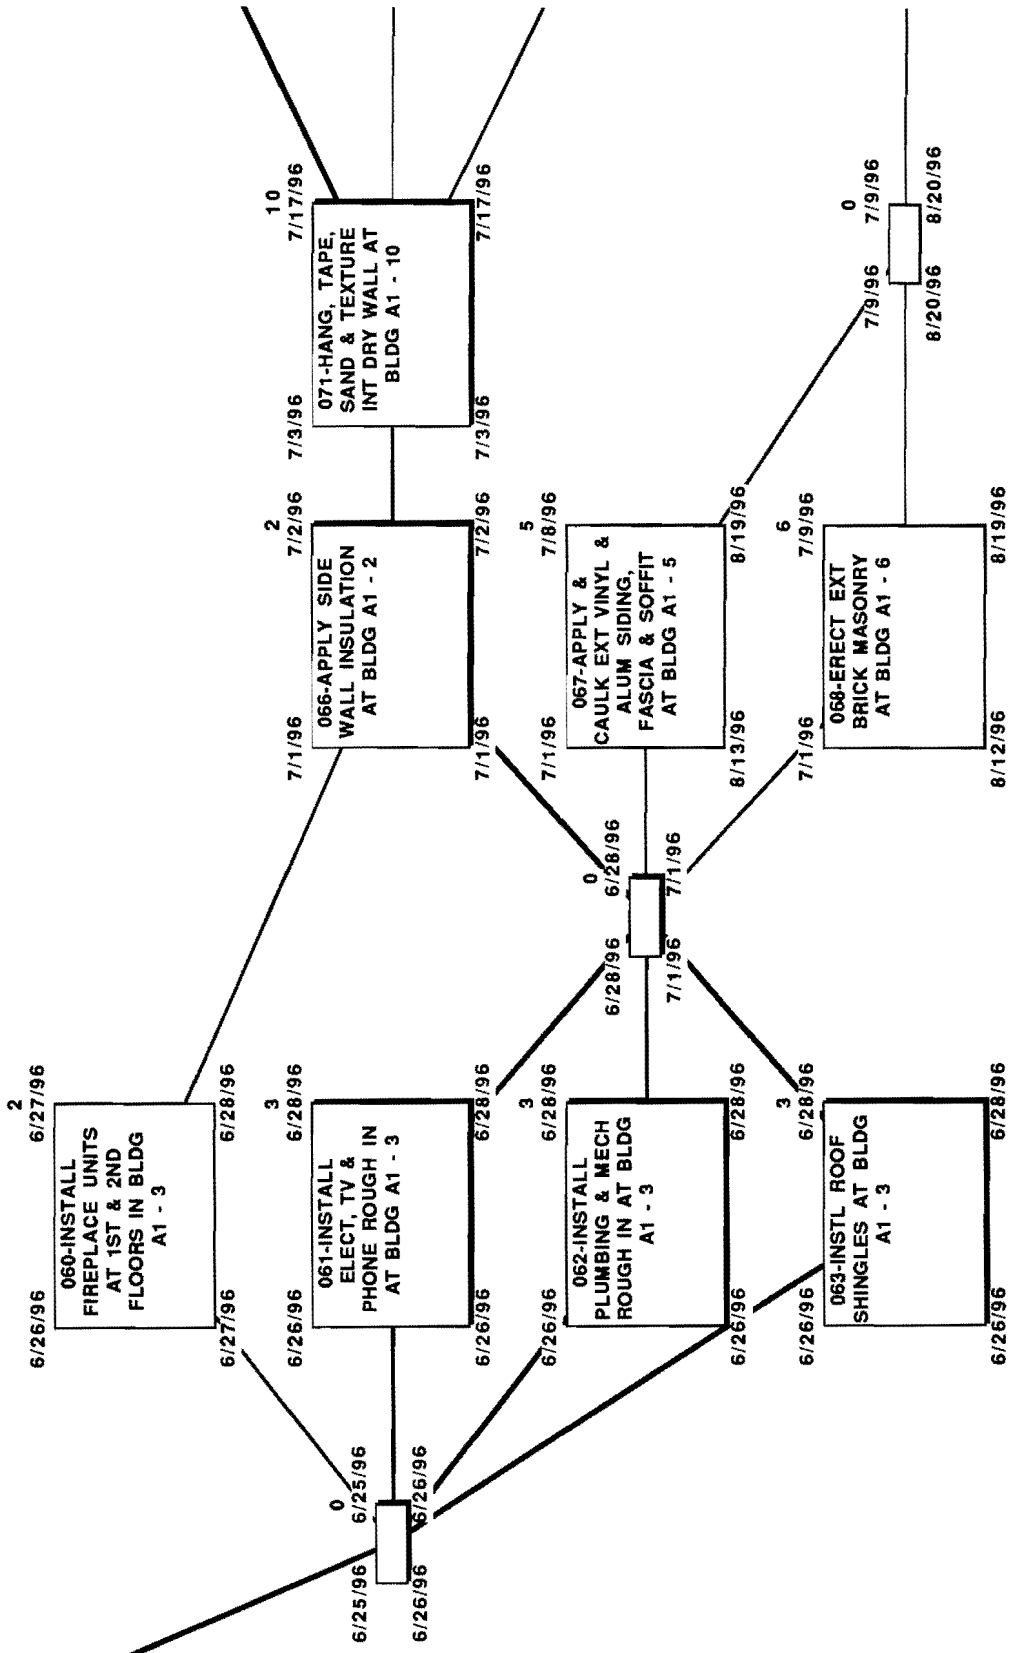 2
6/26/96 6/27/96
060-INSTALL
FIREPLACE UNITS
AT 1ST & 2ND
FLOORS IN BLDG
A1 - 3
6/27/96 6/28/96
3
6/26/96 6/28/96
061-INSTALL
ELECT, TV &
PHONE ROUGH IN
AT BLDG A1 - 3
6/26/96 6/28/96
3
6/26/96 6/28/96
062-INSTALL
PLUMBING & MECH
ROUGH IN AT BLDG
A1 - 3
6/26/96 6/28/96
3
6/26/96 6/28/96
063-INSTL ROOF
SHINGLES AT BLDG
A1 - 3
6/26/96 6/28/96
0
6/25/96 6/25/96
6/26/96 6/26/96
0
6/28/96 6/28/96
7/1/96 7/1/96
2
7/1/96 7/2/96
066-APPLY SIDE
WALL INSULATION
AT BLDG A1 - 2
7/1/96 7/2/96
5
7/1/96 7/8/96
067-APPLY &
CAULK EXT VINYL &
ALUM SIDING,
FASCIA & SOFFIT
AT BLDG A1 - 5
8/13/96 8/19/96
6
7/1/96 7/9/96
068-ERECT EXT
BRICK MASONRY
AT BLDG A1 - 6
8/12/96 8/19/96
10
7/3/96 7/17/96
071-HANG, TAPE,
SAND & TEXTURE
INT DRY WALL AT
BLDG A1 - 10
7/3/96 7/17/96
0
7/9/96 7/9/96
8/20/96 8/20/96